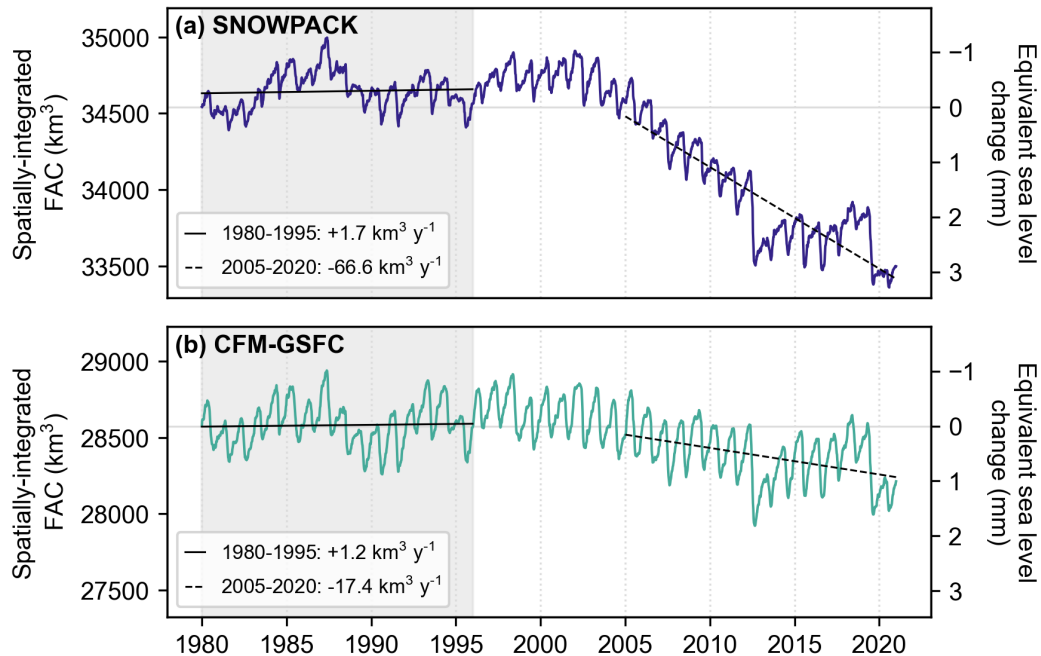 (a) SNOWPACK
Spatially-integrated
FAC (km³)
35000
34500
34000
33500
−1
0
1
2
3
Equivalent sea level
change (mm)
1980-1995: +1.7 km³ y⁻¹
2005-2020: -66.6 km³ y⁻¹
(b) CFM-GSFC
Spatially-integrated
FAC (km³)
29000
28500
28000
27500
−1
0
1
2
3
Equivalent sea level
change (mm)
1980-1995: +1.2 km³ y⁻¹
2005-2020: -17.4 km³ y⁻¹
1980 1985 1990 1995 2000 2005 2010 2015 2020